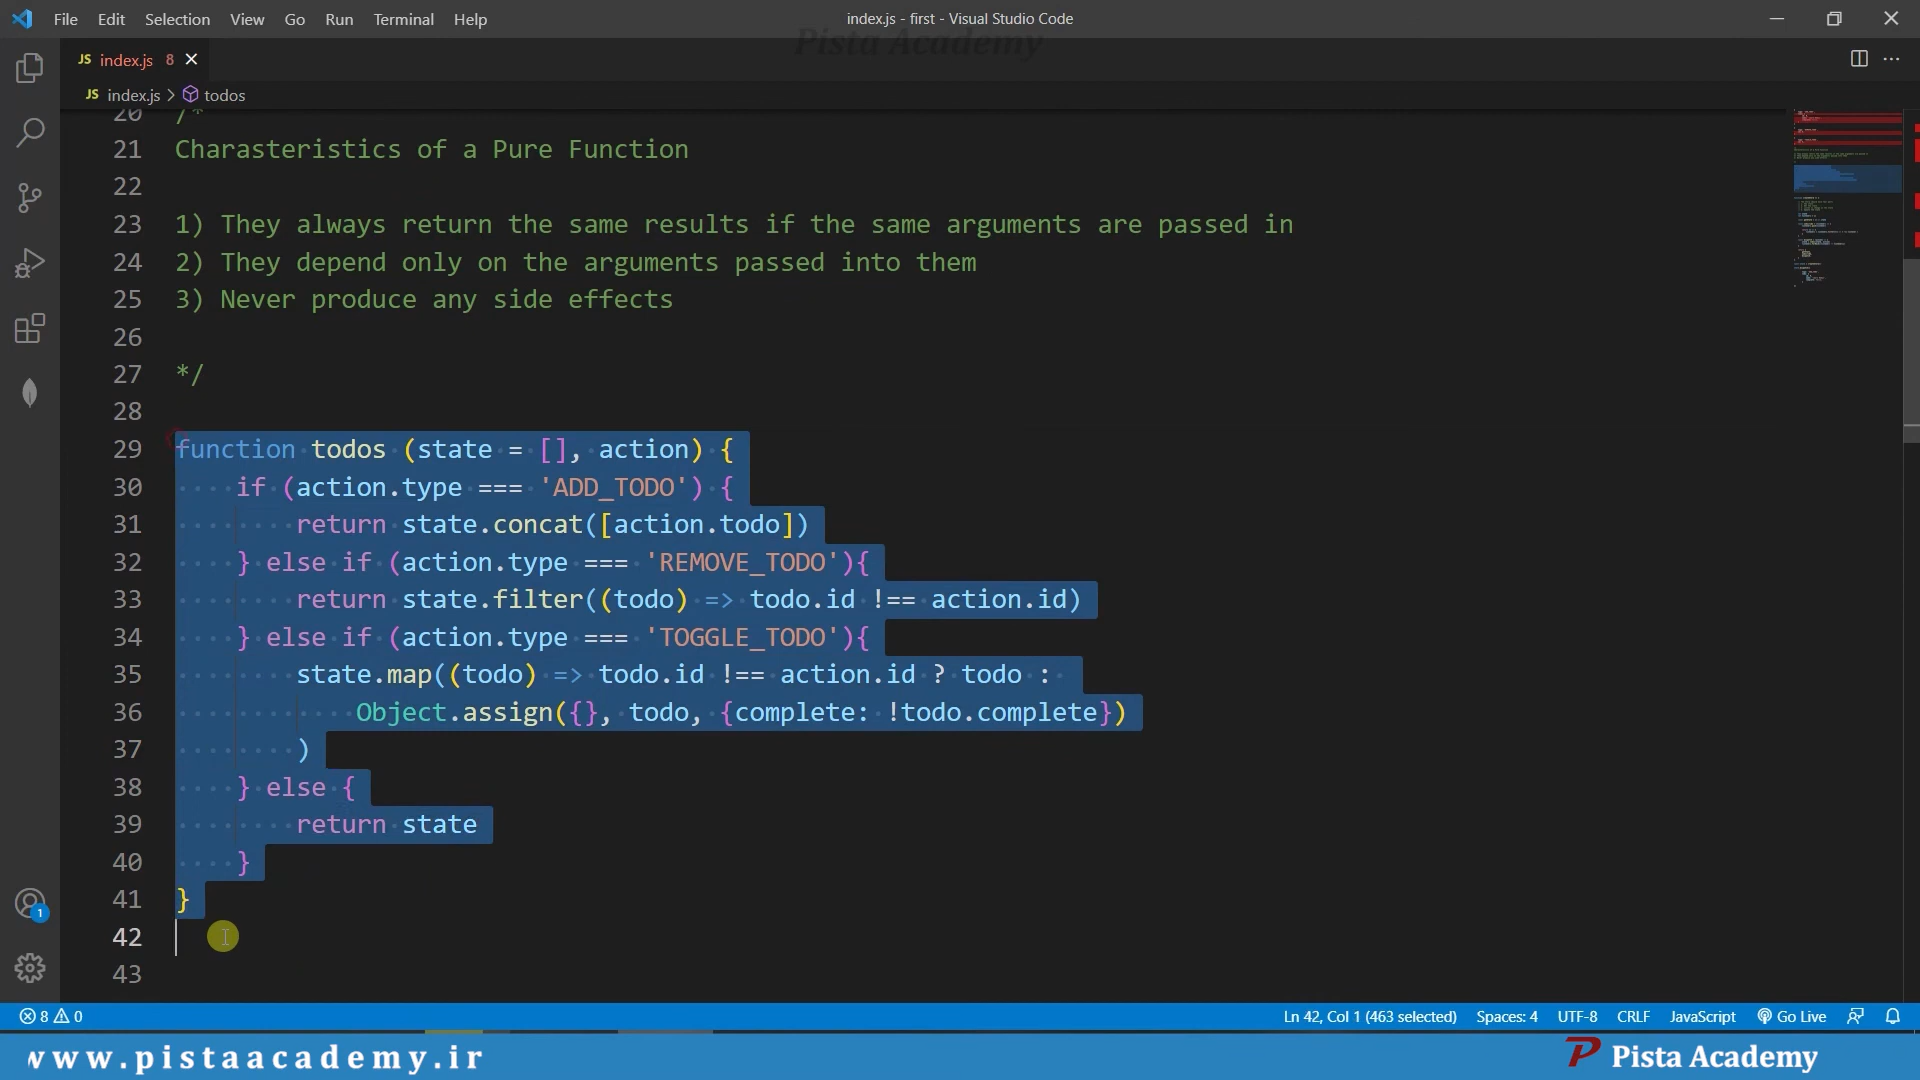 File Edit Selection View Go Run Terminal Help
index.js - first - Visual Studio Code
Pista Academy
JS index.js 8
JS index.js > todos
20 /*
21 Charasteristics of a Pure Function
22
23 1) They always return the same results if the same arguments are passed in
24 2) They depend only on the arguments passed into them
25 3) Never produce any side effects
26
27 */
28
29 function todos (state = [], action) {
30 if (action.type === 'ADD_TODO') {
31 return state.concat([action.todo])
32 } else if (action.type === 'REMOVE_TODO'){
33 return state.filter((todo) => todo.id !== action.id)
34 } else if (action.type === 'TOGGLE_TODO'){
35 state.map((todo) => todo.id !== action.id ? todo :
36 Object.assign({}, todo, {complete: !todo.complete})
37 )
38 } else {
39 return state
40 }
41 }
42
43
1
8 0
Ln 42, Col 1 (463 selected) Spaces: 4 UTF-8 CRLF JavaScript Go Live
www.pistaacademy.ir
Pista Academy